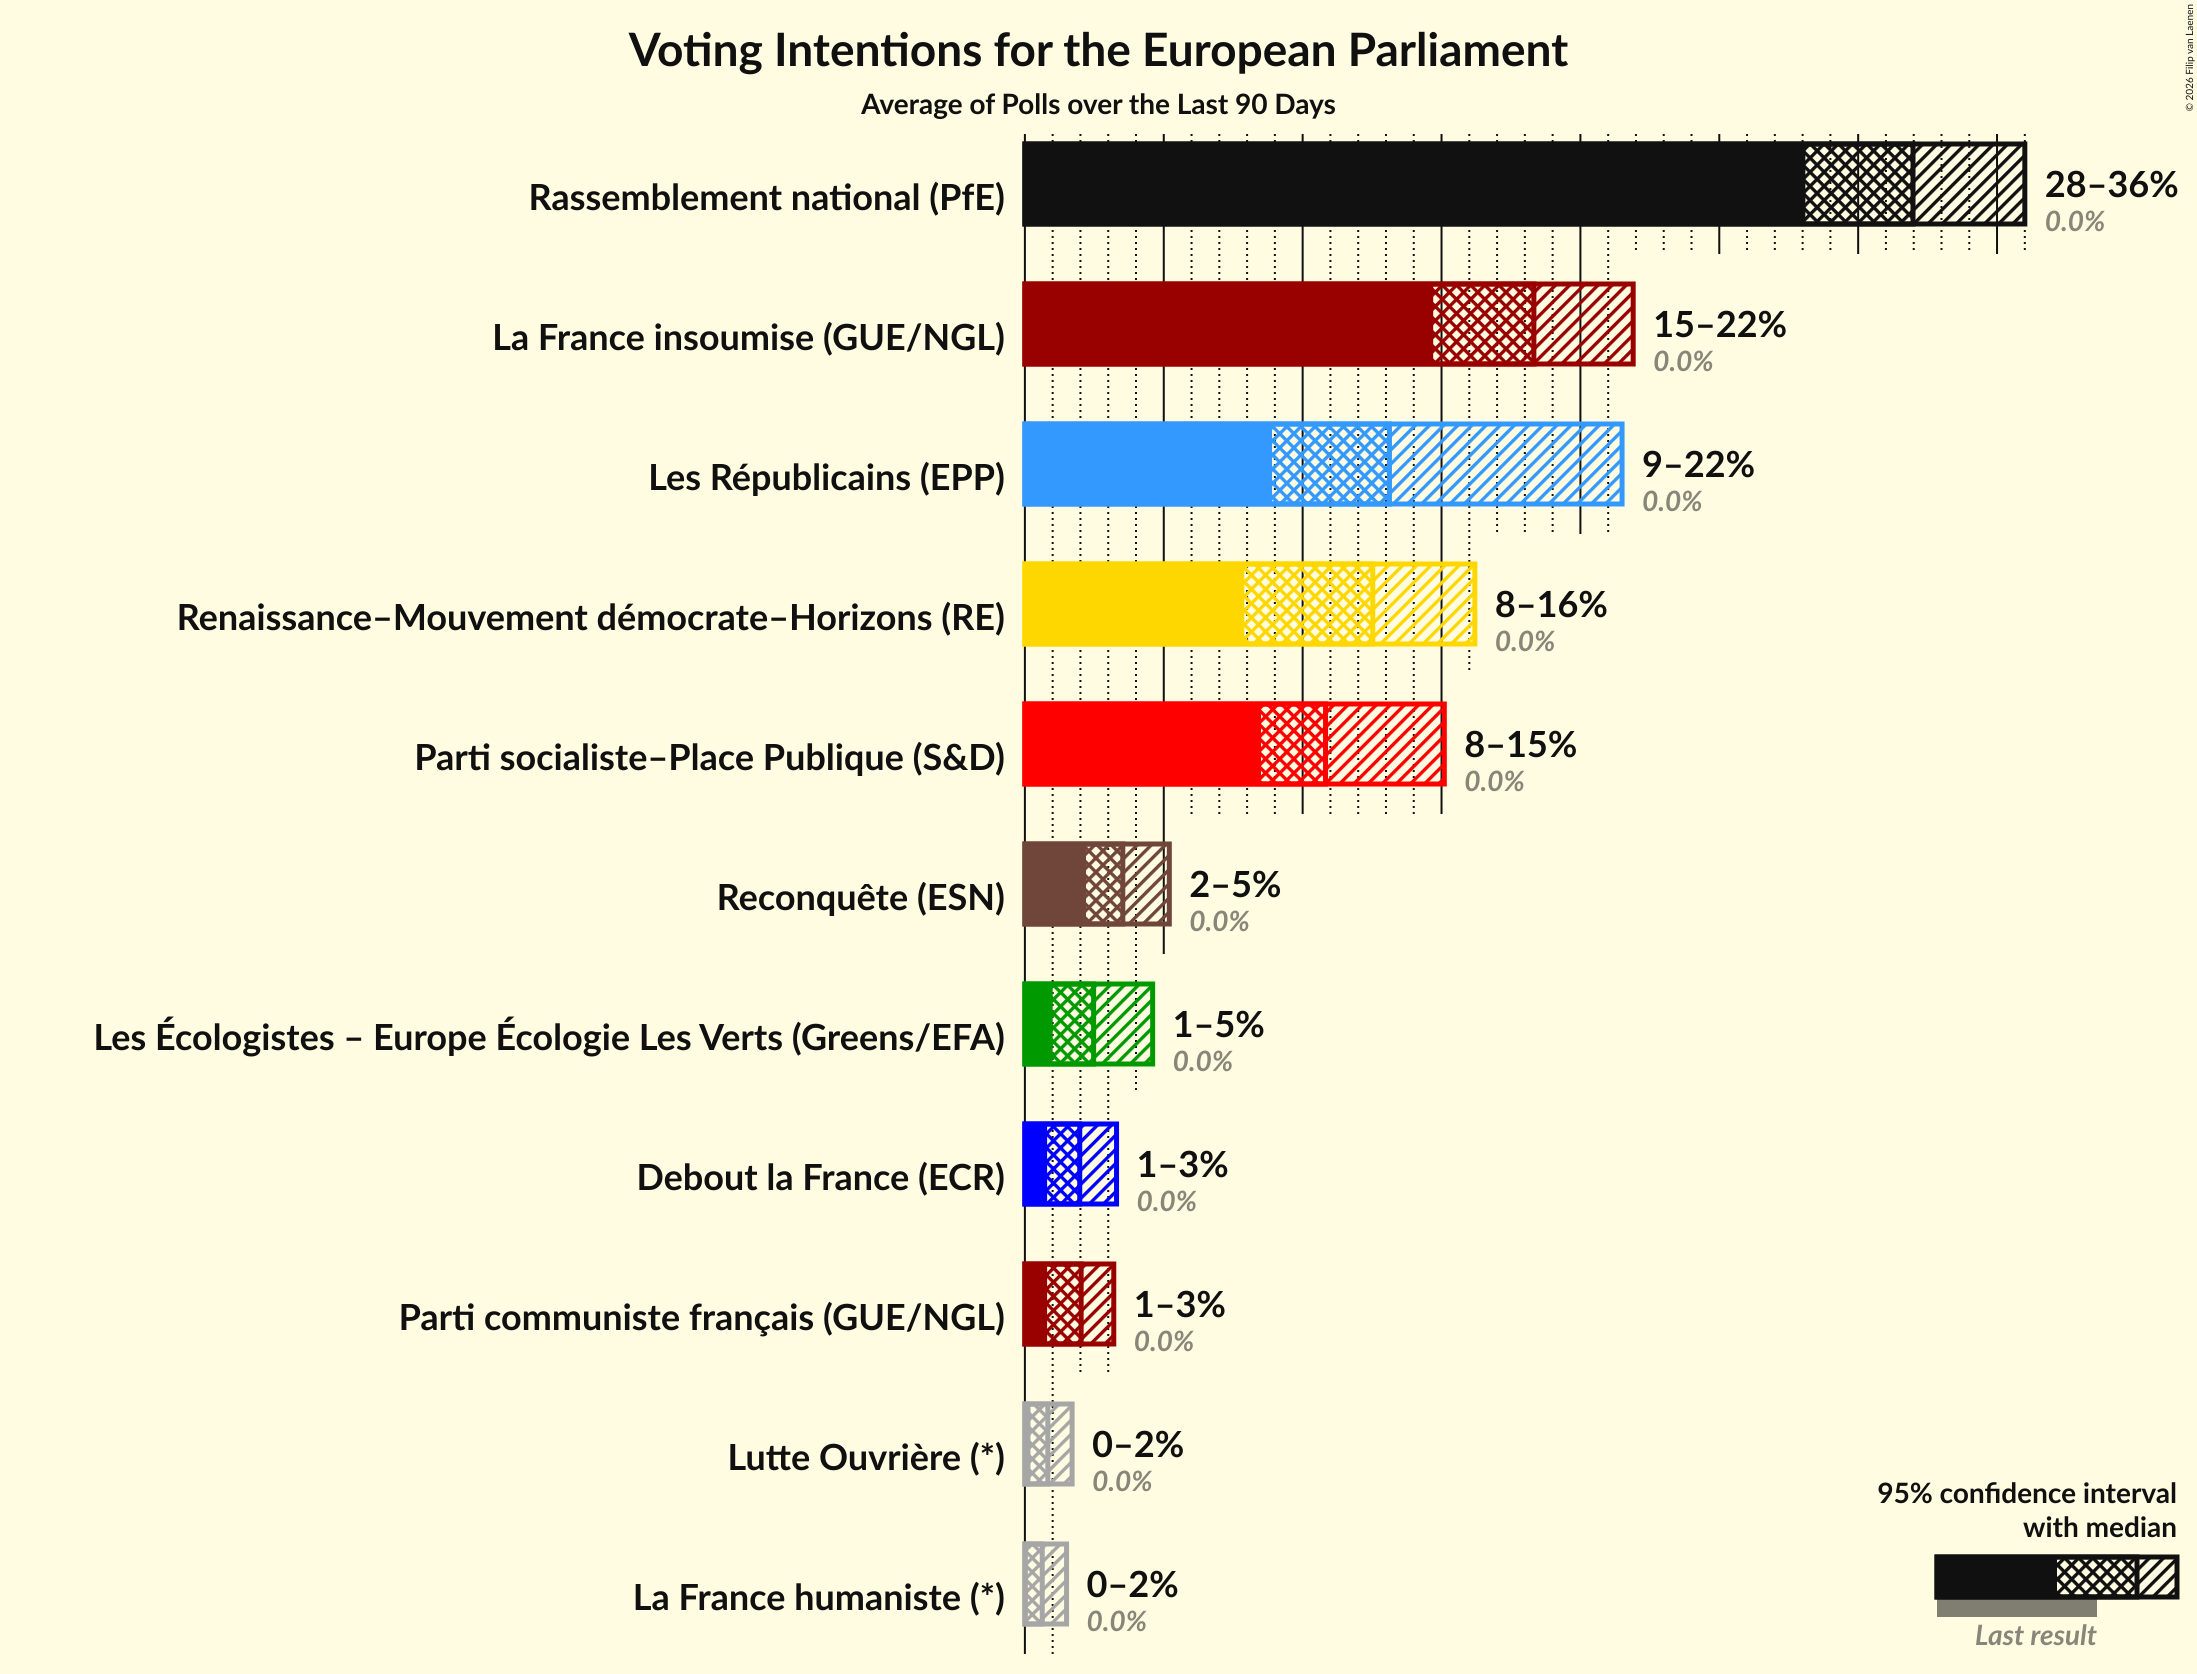 Voting Intentions for the European Parliament
Average of Polls over the Last 90 Days
© 2026 Filip van Laenen
Rassemblement national (PfE)
28–36%
0.0%
La France insoumise (GUE/NGL)
15–22%
0.0%
Les Républicains (EPP)
9–22%
0.0%
Renaissance–Mouvement démocrate–Horizons (RE)
8–16%
0.0%
Parti socialiste–Place Publique (S&D)
8–15%
0.0%
Reconquête (ESN)
2–5%
0.0%
Les Écologistes – Europe Écologie Les Verts (Greens/EFA)
1–5%
0.0%
Debout la France (ECR)
1–3%
0.0%
Parti communiste français (GUE/NGL)
1–3%
0.0%
Lutte Ouvrière (*)
0–2%
0.0%
La France humaniste (*)
0–2%
0.0%
95% confidence interval
with median
Last result